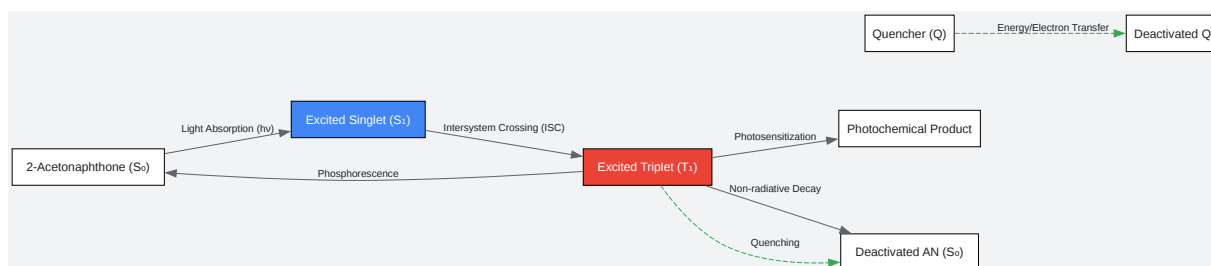 Quencher (Q)
Energy/Electron Transfer
Deactivated Q
Light Absorption (hν)
Excited Singlet (S₁)
Intersystem Crossing (ISC)
Photosensitization
Photochemical Product
2-Acetonaphthone (S₀)
Phosphorescence
Excited Triplet (T₁)
Non-radiative Decay
Quenching
Deactivated AN (S₀)